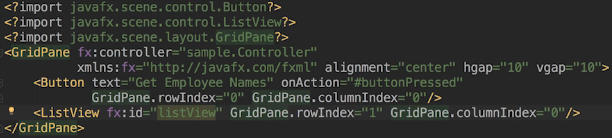 <?import javafx.scene.control.Button?>
<?import javafx.scene.control.ListView?>
<?import javafx.scene.layout.GridPane?>
<GridPane fx:controller="sample.Controller"
xmlns:fx="http://javafx.com/fxml" alignment="center" hgap="10" vgap="10">
<Button text="Get Employee Names" onAction="#buttonPressed"
GridPane.rowIndex="0" GridPane.columnIndex="0"/>
<ListView fx:id="listView" GridPane.rowIndex="1" GridPane.columnIndex="0"/>
</GridPane>